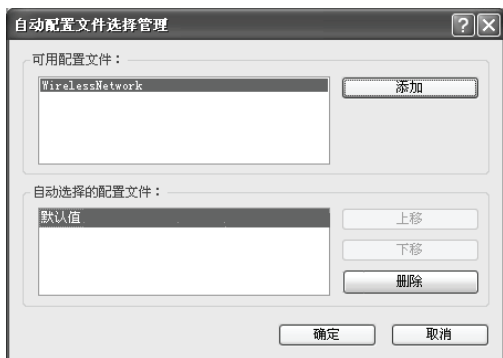 自动配置文件选择管理
可用配置文件：
WirelessNetwork
添加
自动选择的配置文件：
默认值
上移
下移
删除
确定
取消